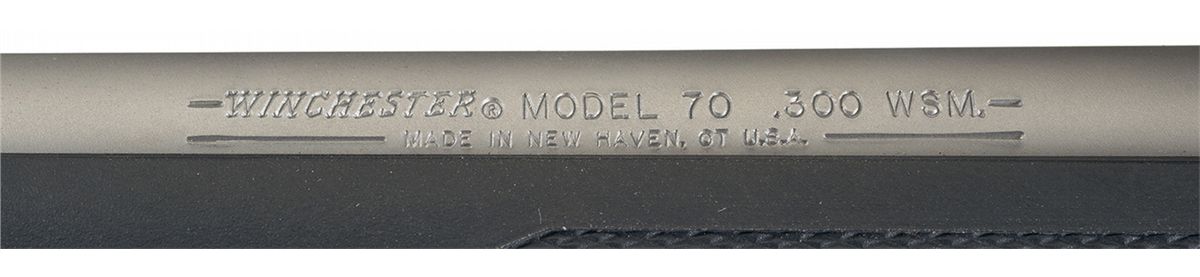 WINCHESTER® MODEL 70 .300 WSM.
MADE IN NEW HAVEN, CT U.S.A.